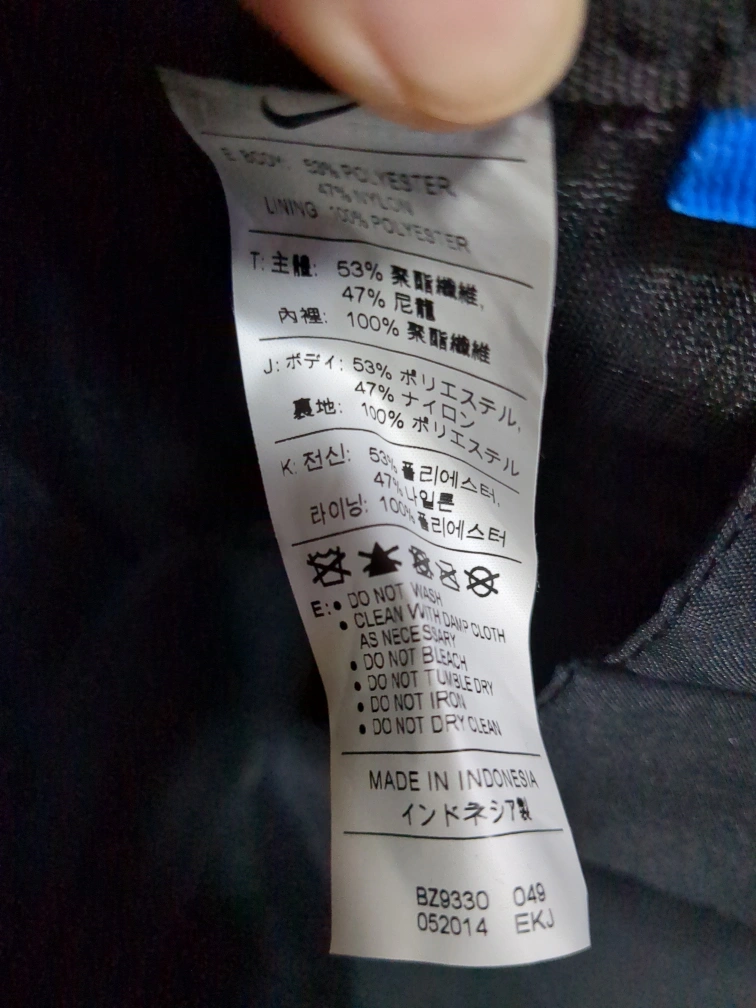 E BODY: 53% POLYESTER
47% NYLON
LINING 100% POLYESTER
T: 主體: 53% 聚酯纖維,
47% 尼龍
內裡: 100% 聚酯纖維
J: ボディ: 53% ポリエステル,
47% ナイロン
裏地: 100% ポリエステル
K: 전신: 53% 폴리에스터,
47% 나일론
라이닝: 100% 폴리에스터
E: • DO NOT WASH
• CLEAN WITH DAMP CLOTH
AS NECESSARY
• DO NOT BLEACH
• DO NOT TUMBLE DRY
• DO NOT IRON
• DO NOT DRY CLEAN
MADE IN INDONESIA
インドネシア製
BZ9330 049
052014 EKJ